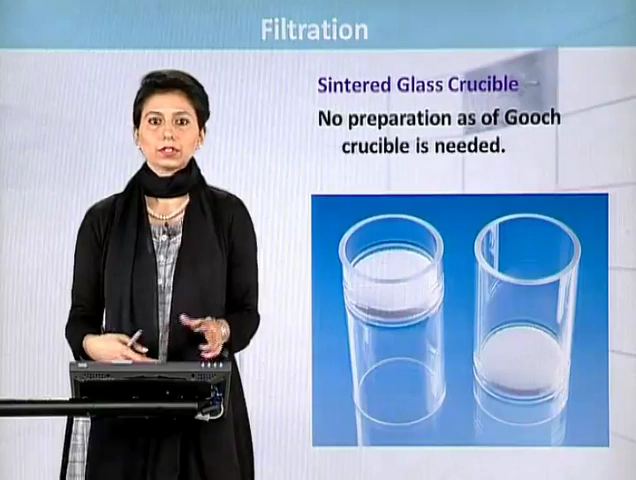 Filtration
Sintered Glass Crucible
No preparation as of Gooch
crucible is needed.